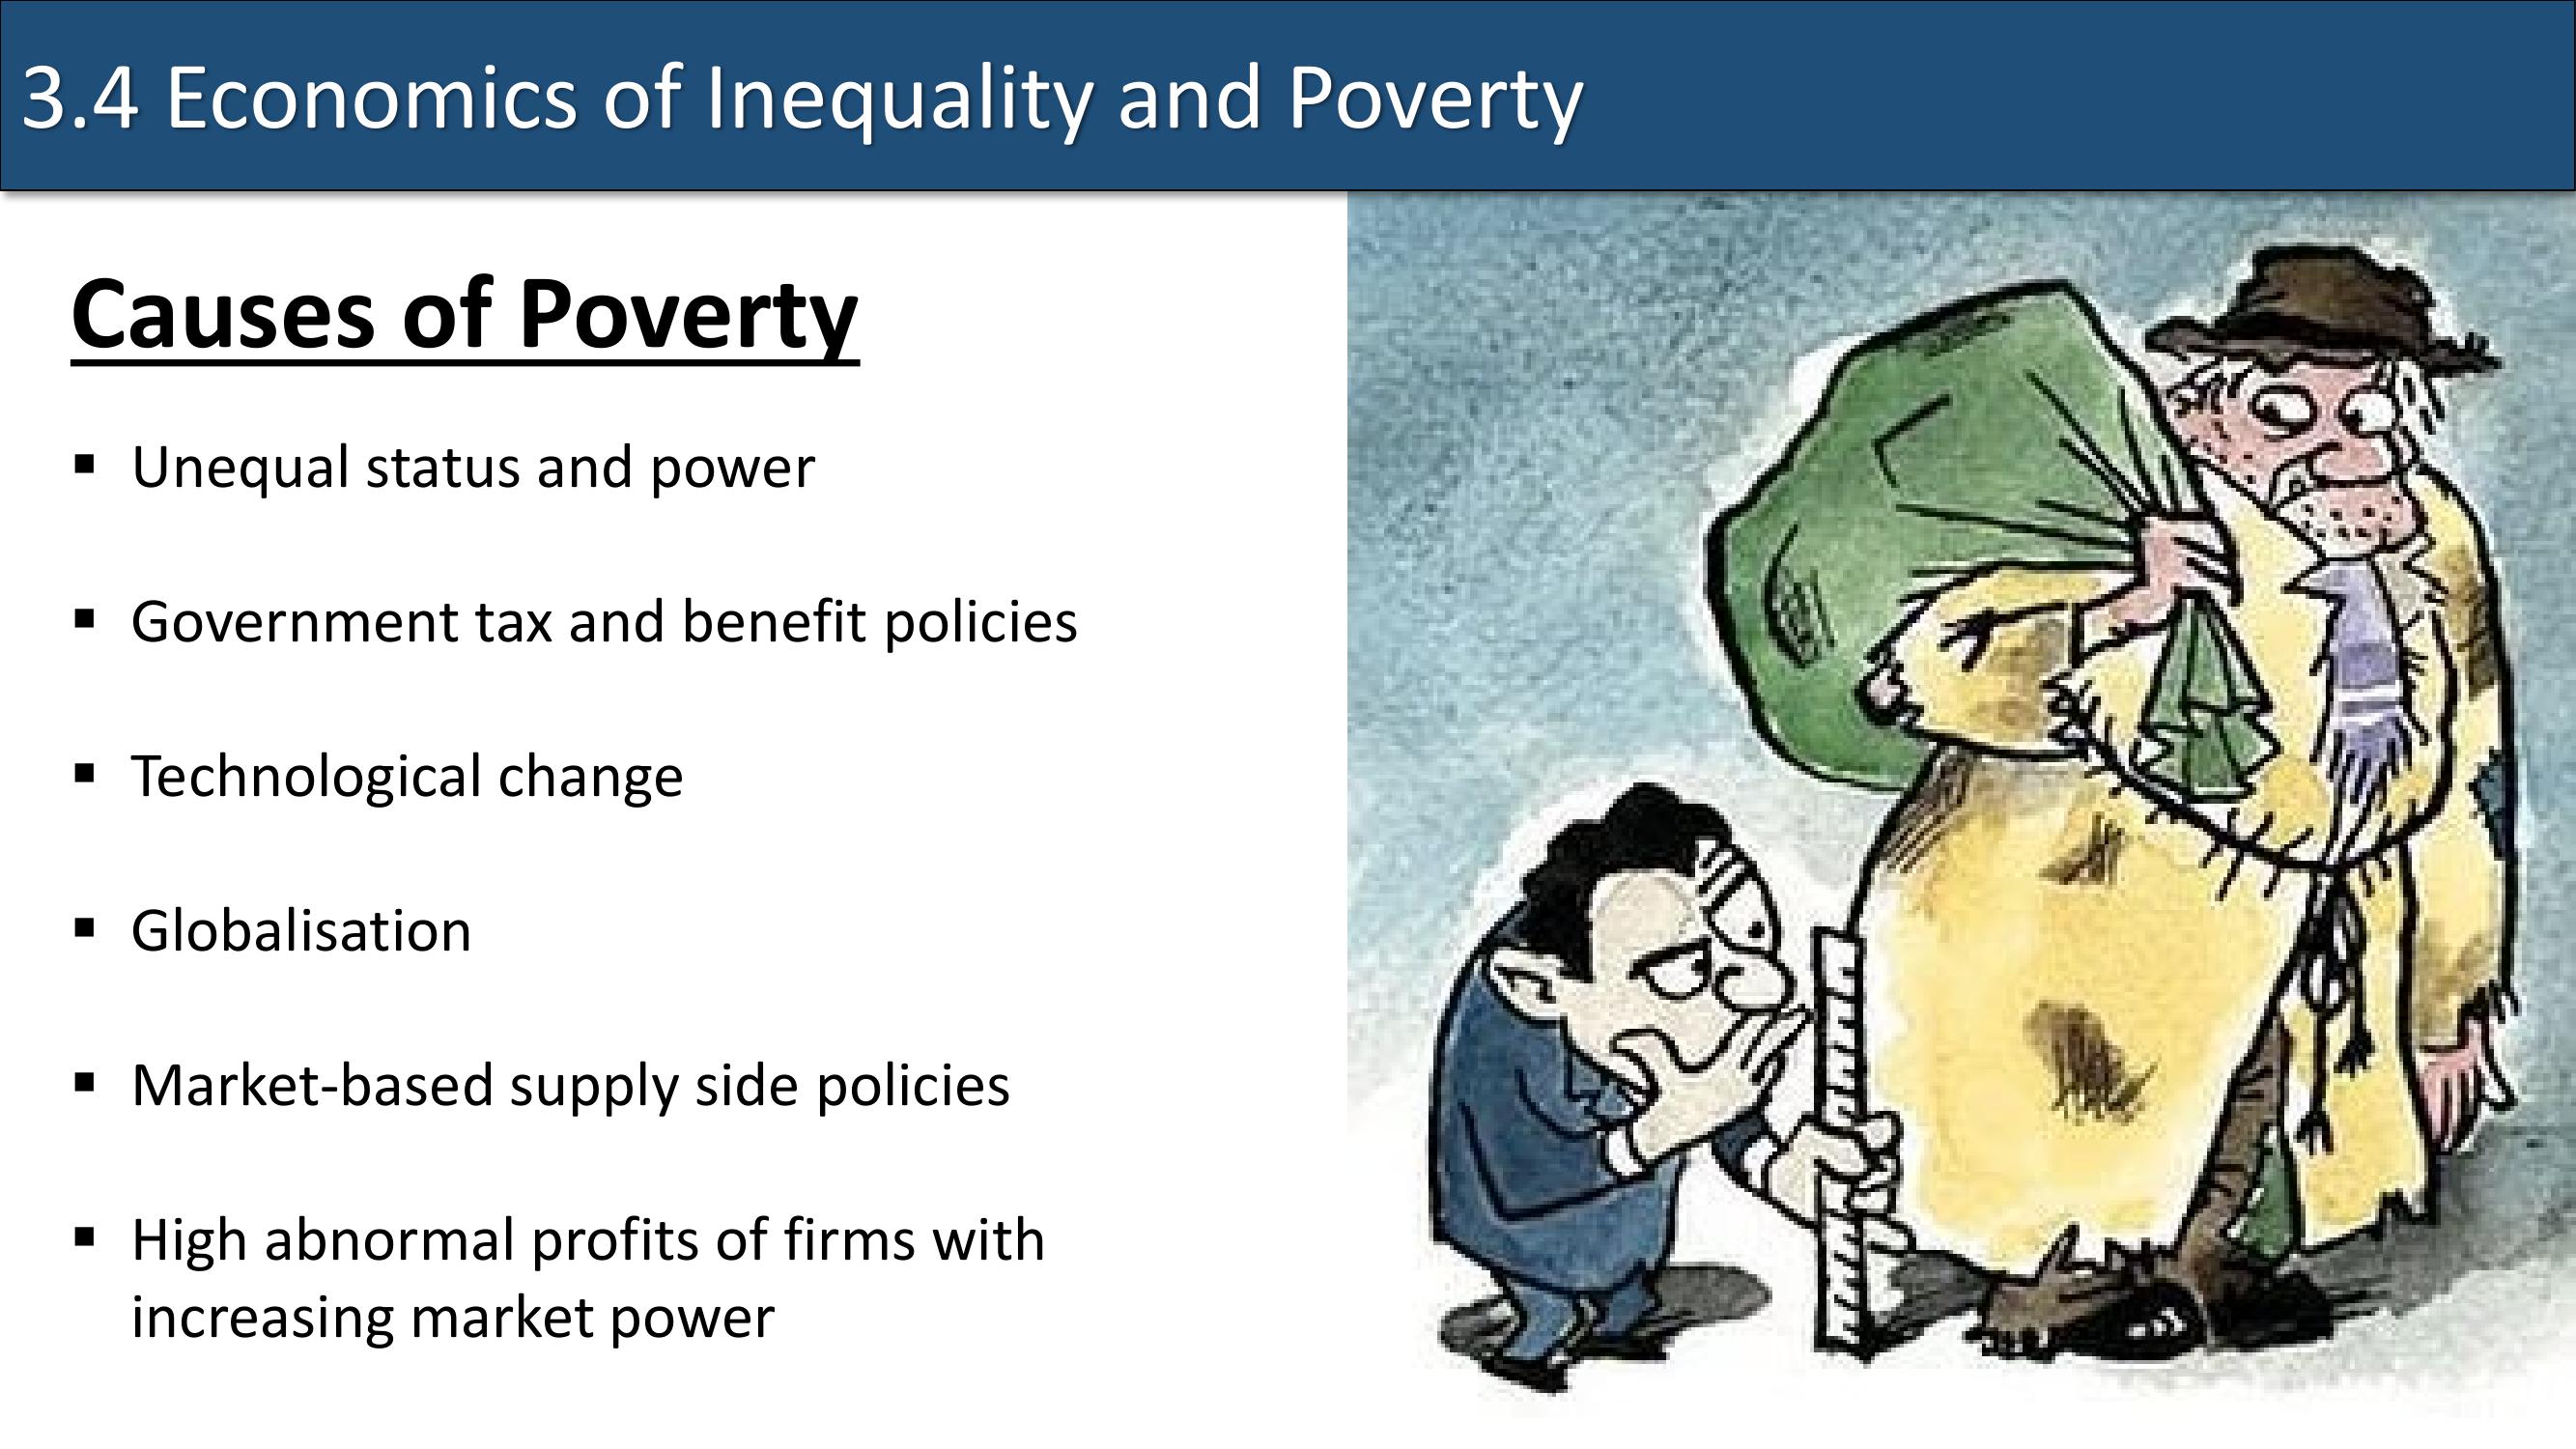 3.4 Economics of Inequality and Poverty
Causes of Poverty
▪ Unequal status and power
▪ Government tax and benefit policies
▪ Technological change
▪ Globalisation
▪ Market-based supply side policies
▪ High abnormal profits of firms with
increasing market power